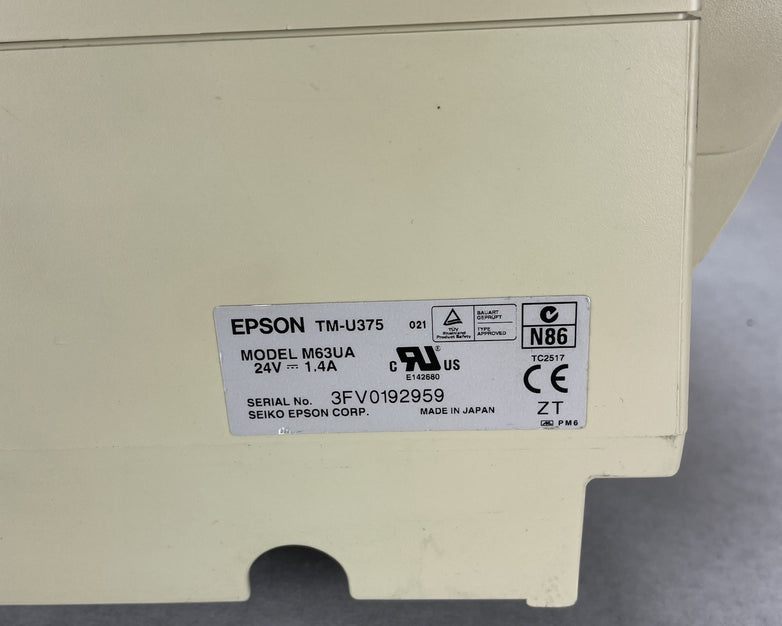 EPSON TM-U375 021
TÜV
Rheinland
Product Safety
BAUART
GEPRÜFT
TYPE
APPROVED
N86
MODEL M63UA
24V 1.4A
C RU ® US
E142680
TC2517
CE
SERIAL No. 3FV0192959
SEIKO EPSON CORP. MADE IN JAPAN
ZT
PM6